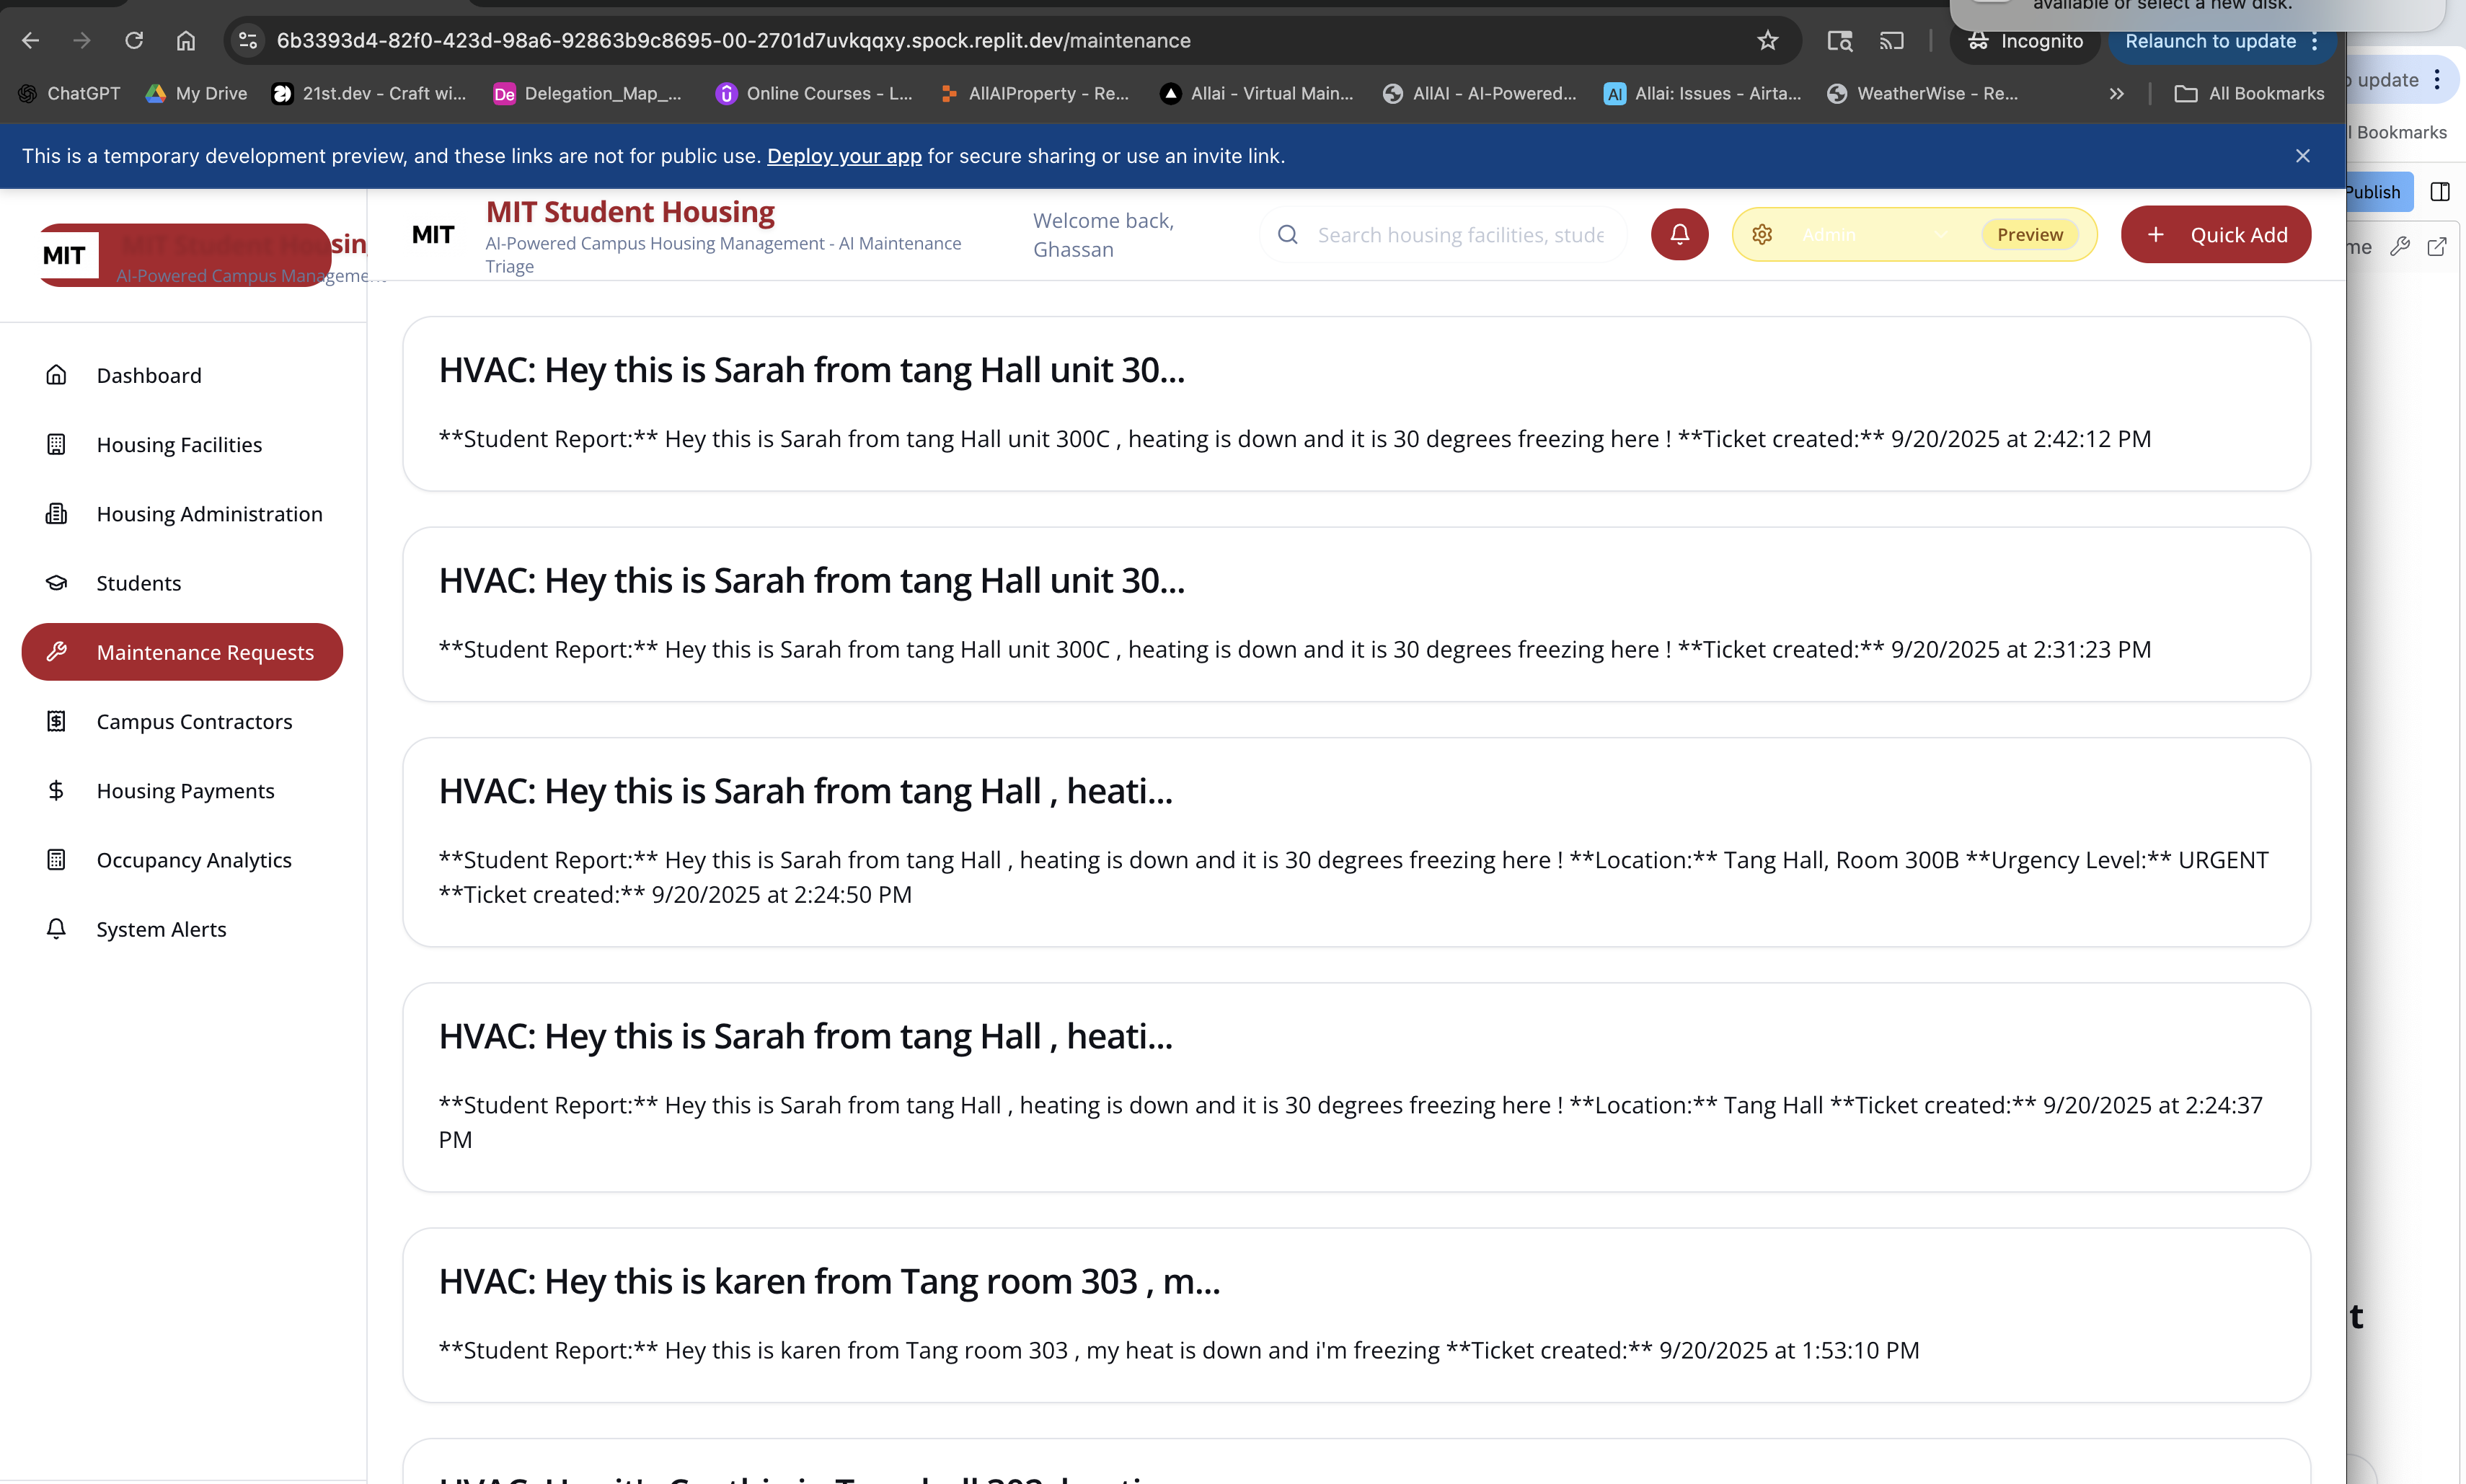 available or select a new disk.
6b3393d4-82f0-423d-98a6-92863b9c8695-00-2701d7uvkqqxy.spock.replit.dev/maintenance
Incognito
Relaunch to update
update
ChatGPT
My Drive
21st.dev - Craft wi...
De
Delegation_Map_...
Online Courses - L...
AllAIProperty - Re...
Allai - Virtual Main...
AllAI - AI-Powered...
AI
Allai: Issues - Airta...
WeatherWise - Re...
All Bookmarks
Bookmarks
This is a temporary development preview, and these links are not for public use. Deploy your app for secure sharing or use an invite link.
Publish
MIT
MIT Student Housin
AI-Powered Campus Management
MIT
MIT Student Housing
AI-Powered Campus Housing Management - AI Maintenance
Triage
Welcome back,
Ghassan
Search housing facilities, stude
Admin
Preview
+ Quick Add
me
Dashboard
Housing Facilities
Housing Administration
Students
Maintenance Requests
Campus Contractors
Housing Payments
Occupancy Analytics
System Alerts
HVAC: Hey this is Sarah from tang Hall unit 30...
**Student Report:** Hey this is Sarah from tang Hall unit 300C , heating is down and it is 30 degrees freezing here ! **Ticket created:** 9/20/2025 at 2:42:12 PM
HVAC: Hey this is Sarah from tang Hall unit 30...
**Student Report:** Hey this is Sarah from tang Hall unit 300C , heating is down and it is 30 degrees freezing here ! **Ticket created:** 9/20/2025 at 2:31:23 PM
HVAC: Hey this is Sarah from tang Hall , heati...
**Student Report:** Hey this is Sarah from tang Hall , heating is down and it is 30 degrees freezing here ! **Location:** Tang Hall, Room 300B **Urgency Level:** URGENT
**Ticket created:** 9/20/2025 at 2:24:50 PM
HVAC: Hey this is Sarah from tang Hall , heati...
**Student Report:** Hey this is Sarah from tang Hall , heating is down and it is 30 degrees freezing here ! **Location:** Tang Hall **Ticket created:** 9/20/2025 at 2:24:37
PM
HVAC: Hey this is karen from Tang room 303 , m...
**Student Report:** Hey this is karen from Tang room 303 , my heat is down and i'm freezing **Ticket created:** 9/20/2025 at 1:53:10 PM
t